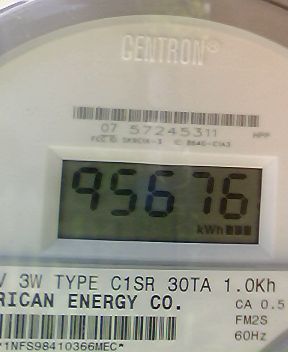 CENTRON®
07 57245311
95676
kWh
V 3W TYPE C1SR 30TA 1.0Kh
RICAN ENERGY CO.
CA 0.5
FM2S
60Hz
*1NFS98410366MEC*